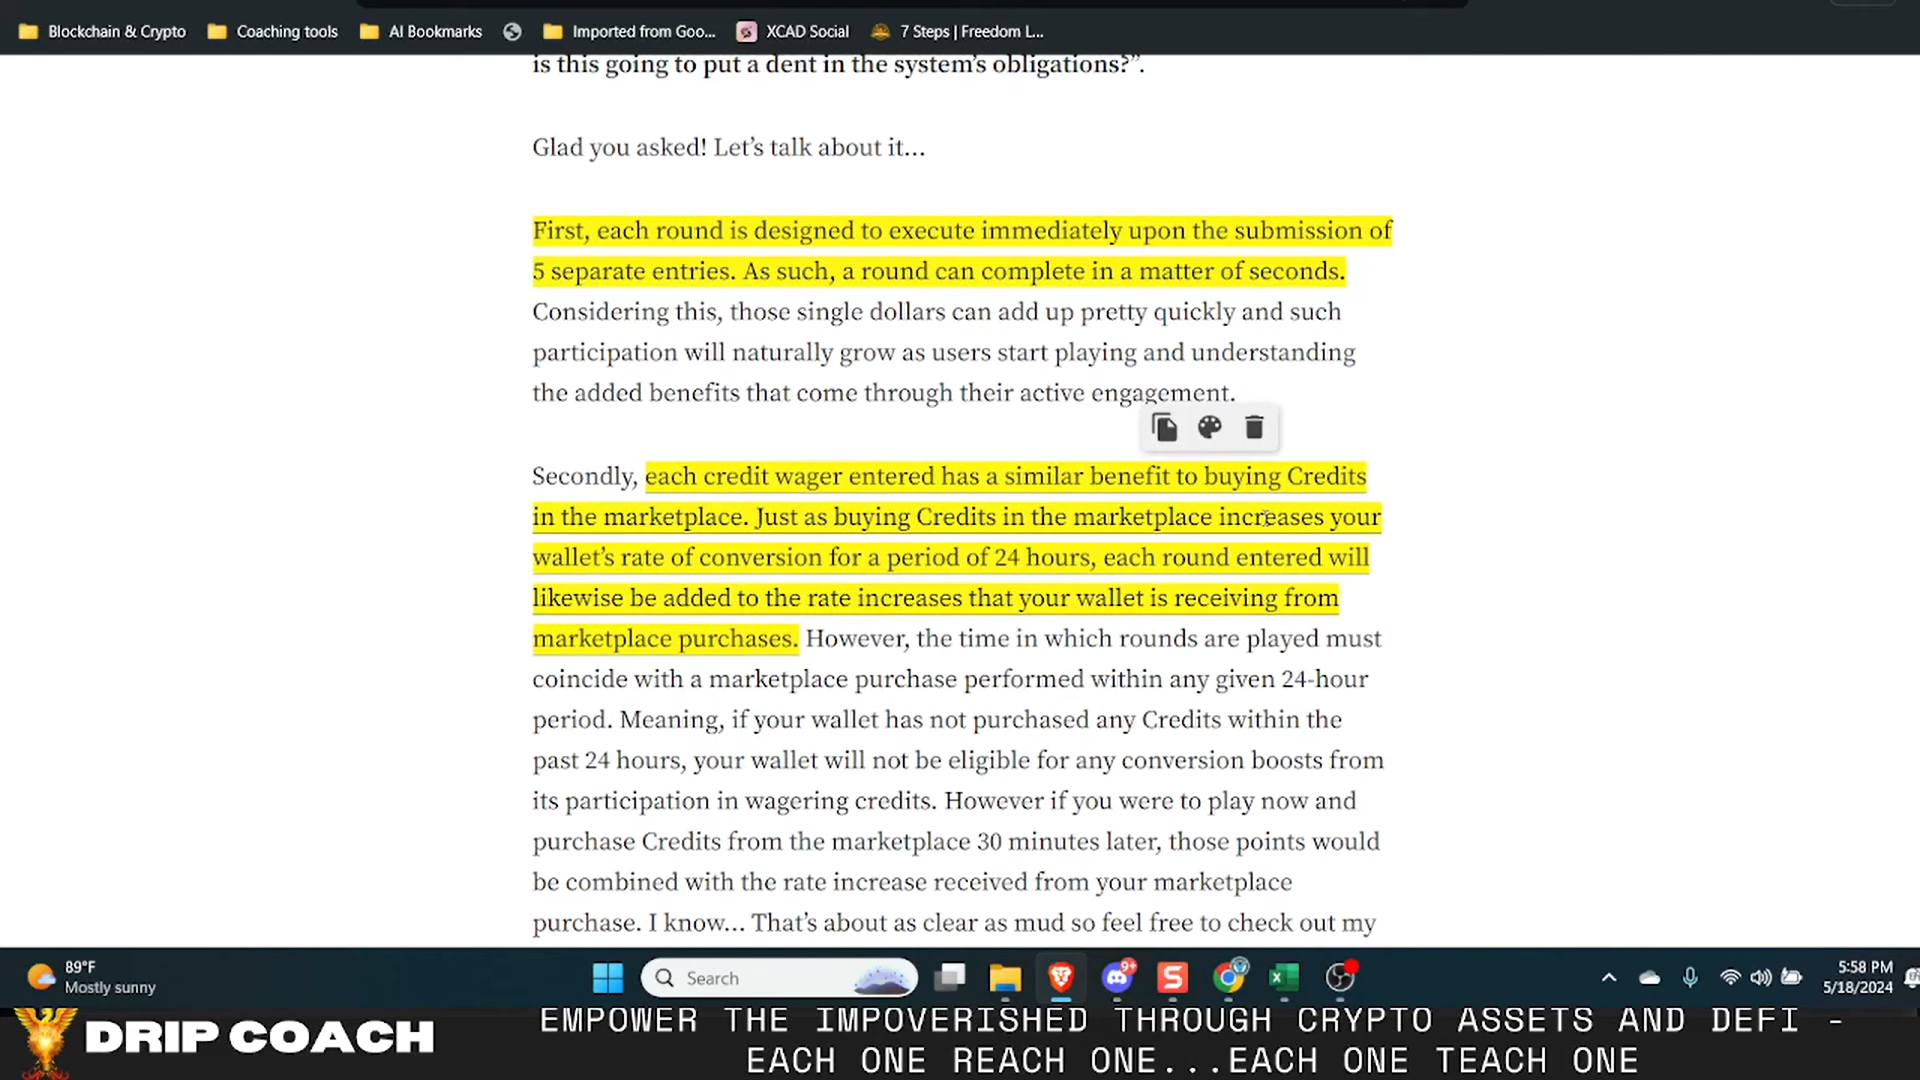 Blockchain & Crypto
Coaching tools
AI Bookmarks
Imported from Goo...
XCAD Social
7 Steps | Freedom L...
is this going to put a dent in the system's obligations?”.
Glad you asked! Let's talk about it…
First, each round is designed to execute immediately upon the submission of
5 separate entries. As such, a round can complete in a matter of seconds.
Considering this, those single dollars can add up pretty quickly and such
participation will naturally grow as users start playing and understanding
the added benefits that come through their active engagement.
Secondly, each credit wager entered has a similar benefit to buying Credits
in the marketplace. Just as buying Credits in the marketplace increases your
wallet's rate of conversion for a period of 24 hours, each round entered will
likewise be added to the rate increases that your wallet is receiving from
marketplace purchases. However, the time in which rounds are played must
coincide with a marketplace purchase performed within any given 24-hour
period. Meaning, if your wallet has not purchased any Credits within the
past 24 hours, your wallet will not be eligible for any conversion boosts from
its participation in wagering credits. However if you were to play now and
purchase Credits from the marketplace 30 minutes later, those points would
be combined with the rate increase received from your marketplace
purchase. I know… That's about as clear as mud so feel free to check out my
89°F
Mostly sunny
Search
9+
5:58 PM
5/18/2024
DRIP COACH
EMPOWER THE IMPOVERISHED THROUGH CRYPTO ASSETS AND DEFI -
EACH ONE REACH ONE...EACH ONE TEACH ONE